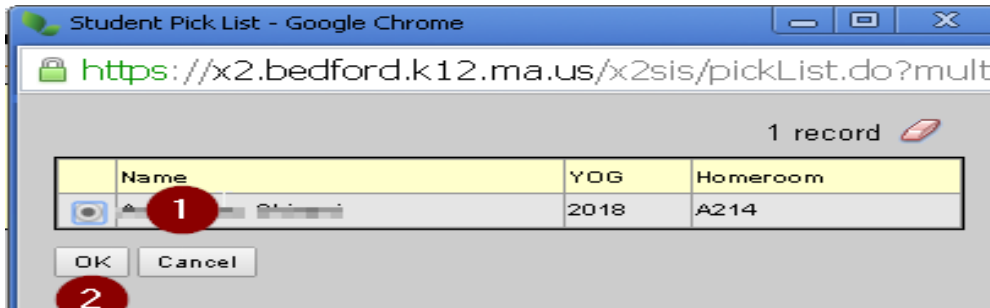 Student Pick List - Google Chrome
https://x2.bedford.k12.ma.us/x2sis/pickList.do?mult
1 record
Name YOG Homeroom
1 2018 A214
OK Cancel
2